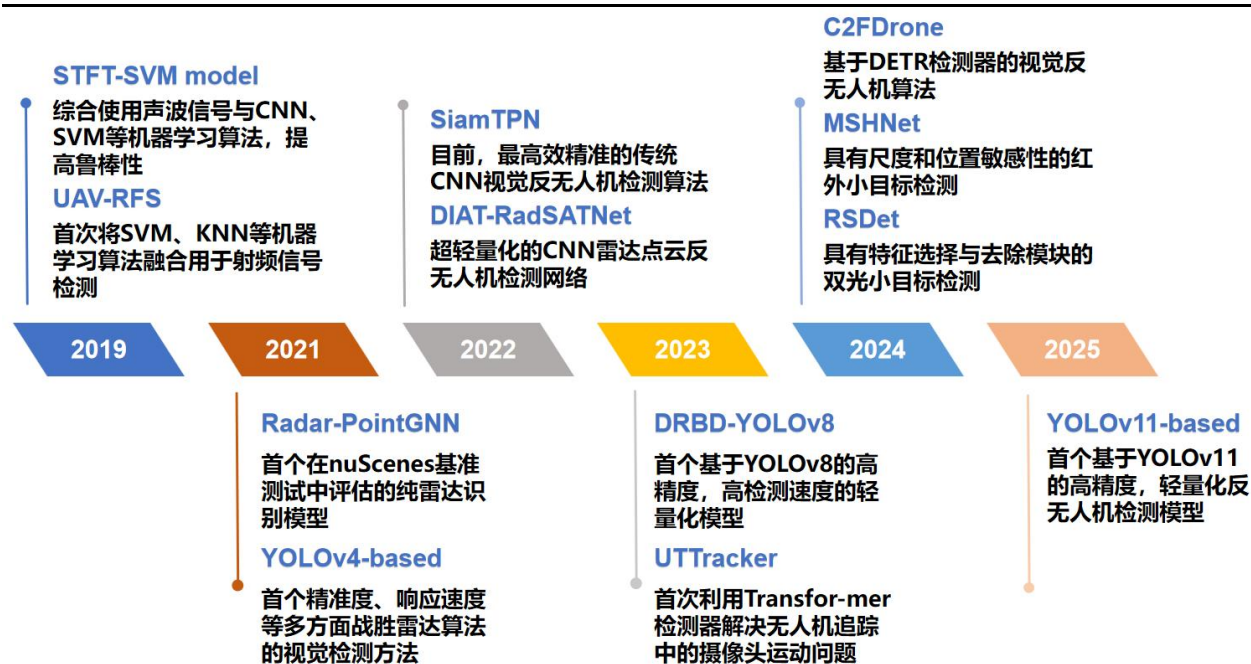 STFT-SVM model
综合使用声波信号与CNN、
SVM等机器学习算法，提
高鲁棒性
UAV-RFS
首次将SVM、KNN等机器
学习算法融合用于射频信号
检测
SiamTPN
目前，最高效精准的传统
CNN视觉反无人机检测算法
DIAT-RadSATNet
超轻量化的CNN雷达点云反
无人机检测网络
C2FDrone
基于DETR检测器的视觉反
无人机算法
MSHNet
具有尺度和位置敏感性的红
外小目标检测
RSDet
具有特征选择与去除模块的
双光小目标检测
2019
2021
2022
2023
2024
2025
Radar-PointGNN
首个在nuScenes基准
测试中评估的纯雷达识
别模型
YOLOv4-based
首个精准度、响应速度
等多方面战胜雷达算法
的视觉检测方法
DRBD-YOLOv8
首个基于YOLOv8的高
精度，高检测速度的轻
量化模型
UTTracker
首次利用Transfor-mer
检测器解决无人机追踪
中的摄像头运动问题
YOLOv11-based
首个基于YOLOv11
的高精度，轻量化反
无人机检测模型